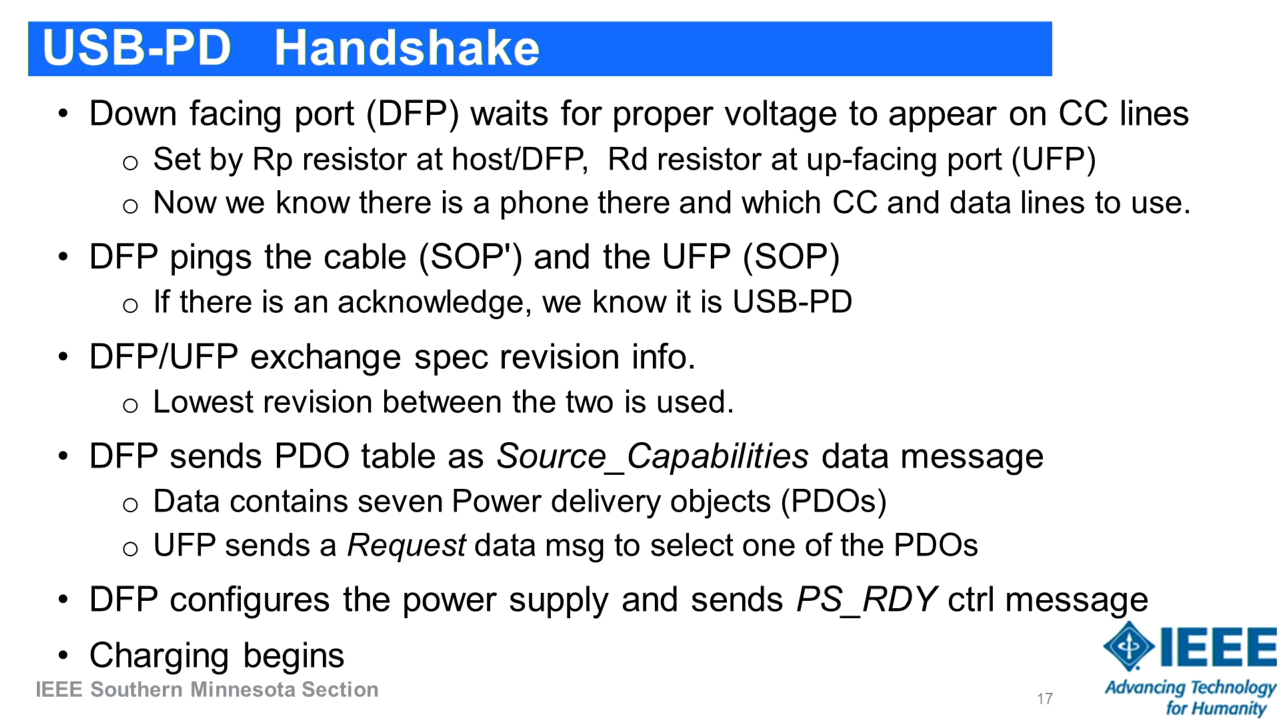 USB-PD Handshake
• Down facing port (DFP) waits for proper voltage to appear on CC lines
o Set by Rp resistor at host/DFP, Rd resistor at up-facing port (UFP)
o Now we know there is a phone there and which CC and data lines to use.
• DFP pings the cable (SOP') and the UFP (SOP)
o If there is an acknowledge, we know it is USB-PD
• DFP/UFP exchange spec revision info.
o Lowest revision between the two is used.
• DFP sends PDO table as Source_Capabilities data message
o Data contains seven Power delivery objects (PDOs)
o UFP sends a Request data msg to select one of the PDOs
• DFP configures the power supply and sends PS_RDY ctrl message
• Charging begins
IEEE Southern Minnesota Section
17
IEEE
Advancing Technology
for Humanity